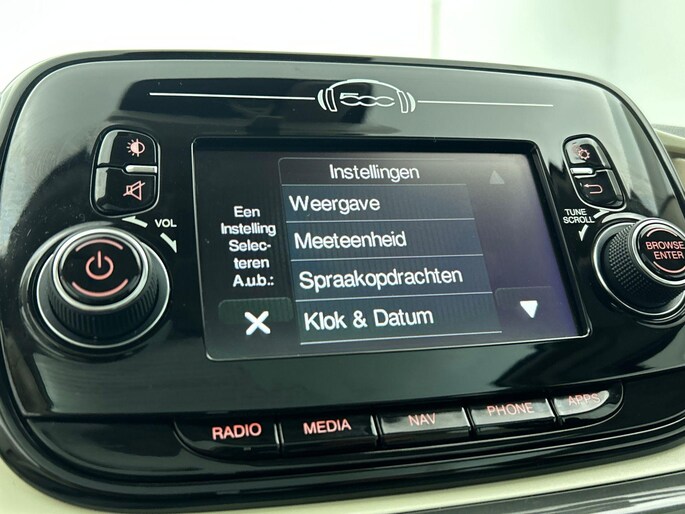 500
VOL
TUNE
SCROLL
BROWSE
ENTER
Instellingen
Een
Instelling
Selec-
teren
A.u.b.:
Weergave
Meeteenheid
Spraakopdrachten
Klok & Datum
RADIO
MEDIA
NAV
PHONE
APPS